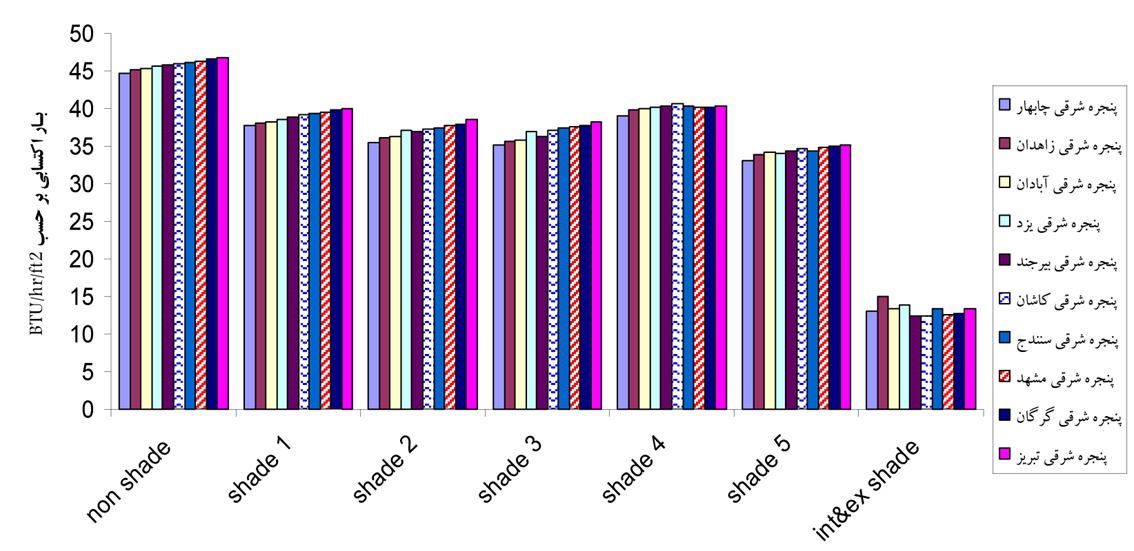 50
45
40
35
30
25
20
15
10
5
0
بار اکتسابی بر حسب BTU/hr/ft2
non shade
shade 1
shade 2
shade 3
shade 4
shade 5
int&ex shade
پنجره شرقی چابهار
پنجره شرقی زاهدان
پنجره شرقی آبادان
پنجره شرقی یزد
پنجره شرقی بیرجند
پنجره شرقی کاشان
پنجره شرقی سنندج
پنجره شرقی مشهد
پنجره شرقی گرگان
پنجره شرقی تبریز